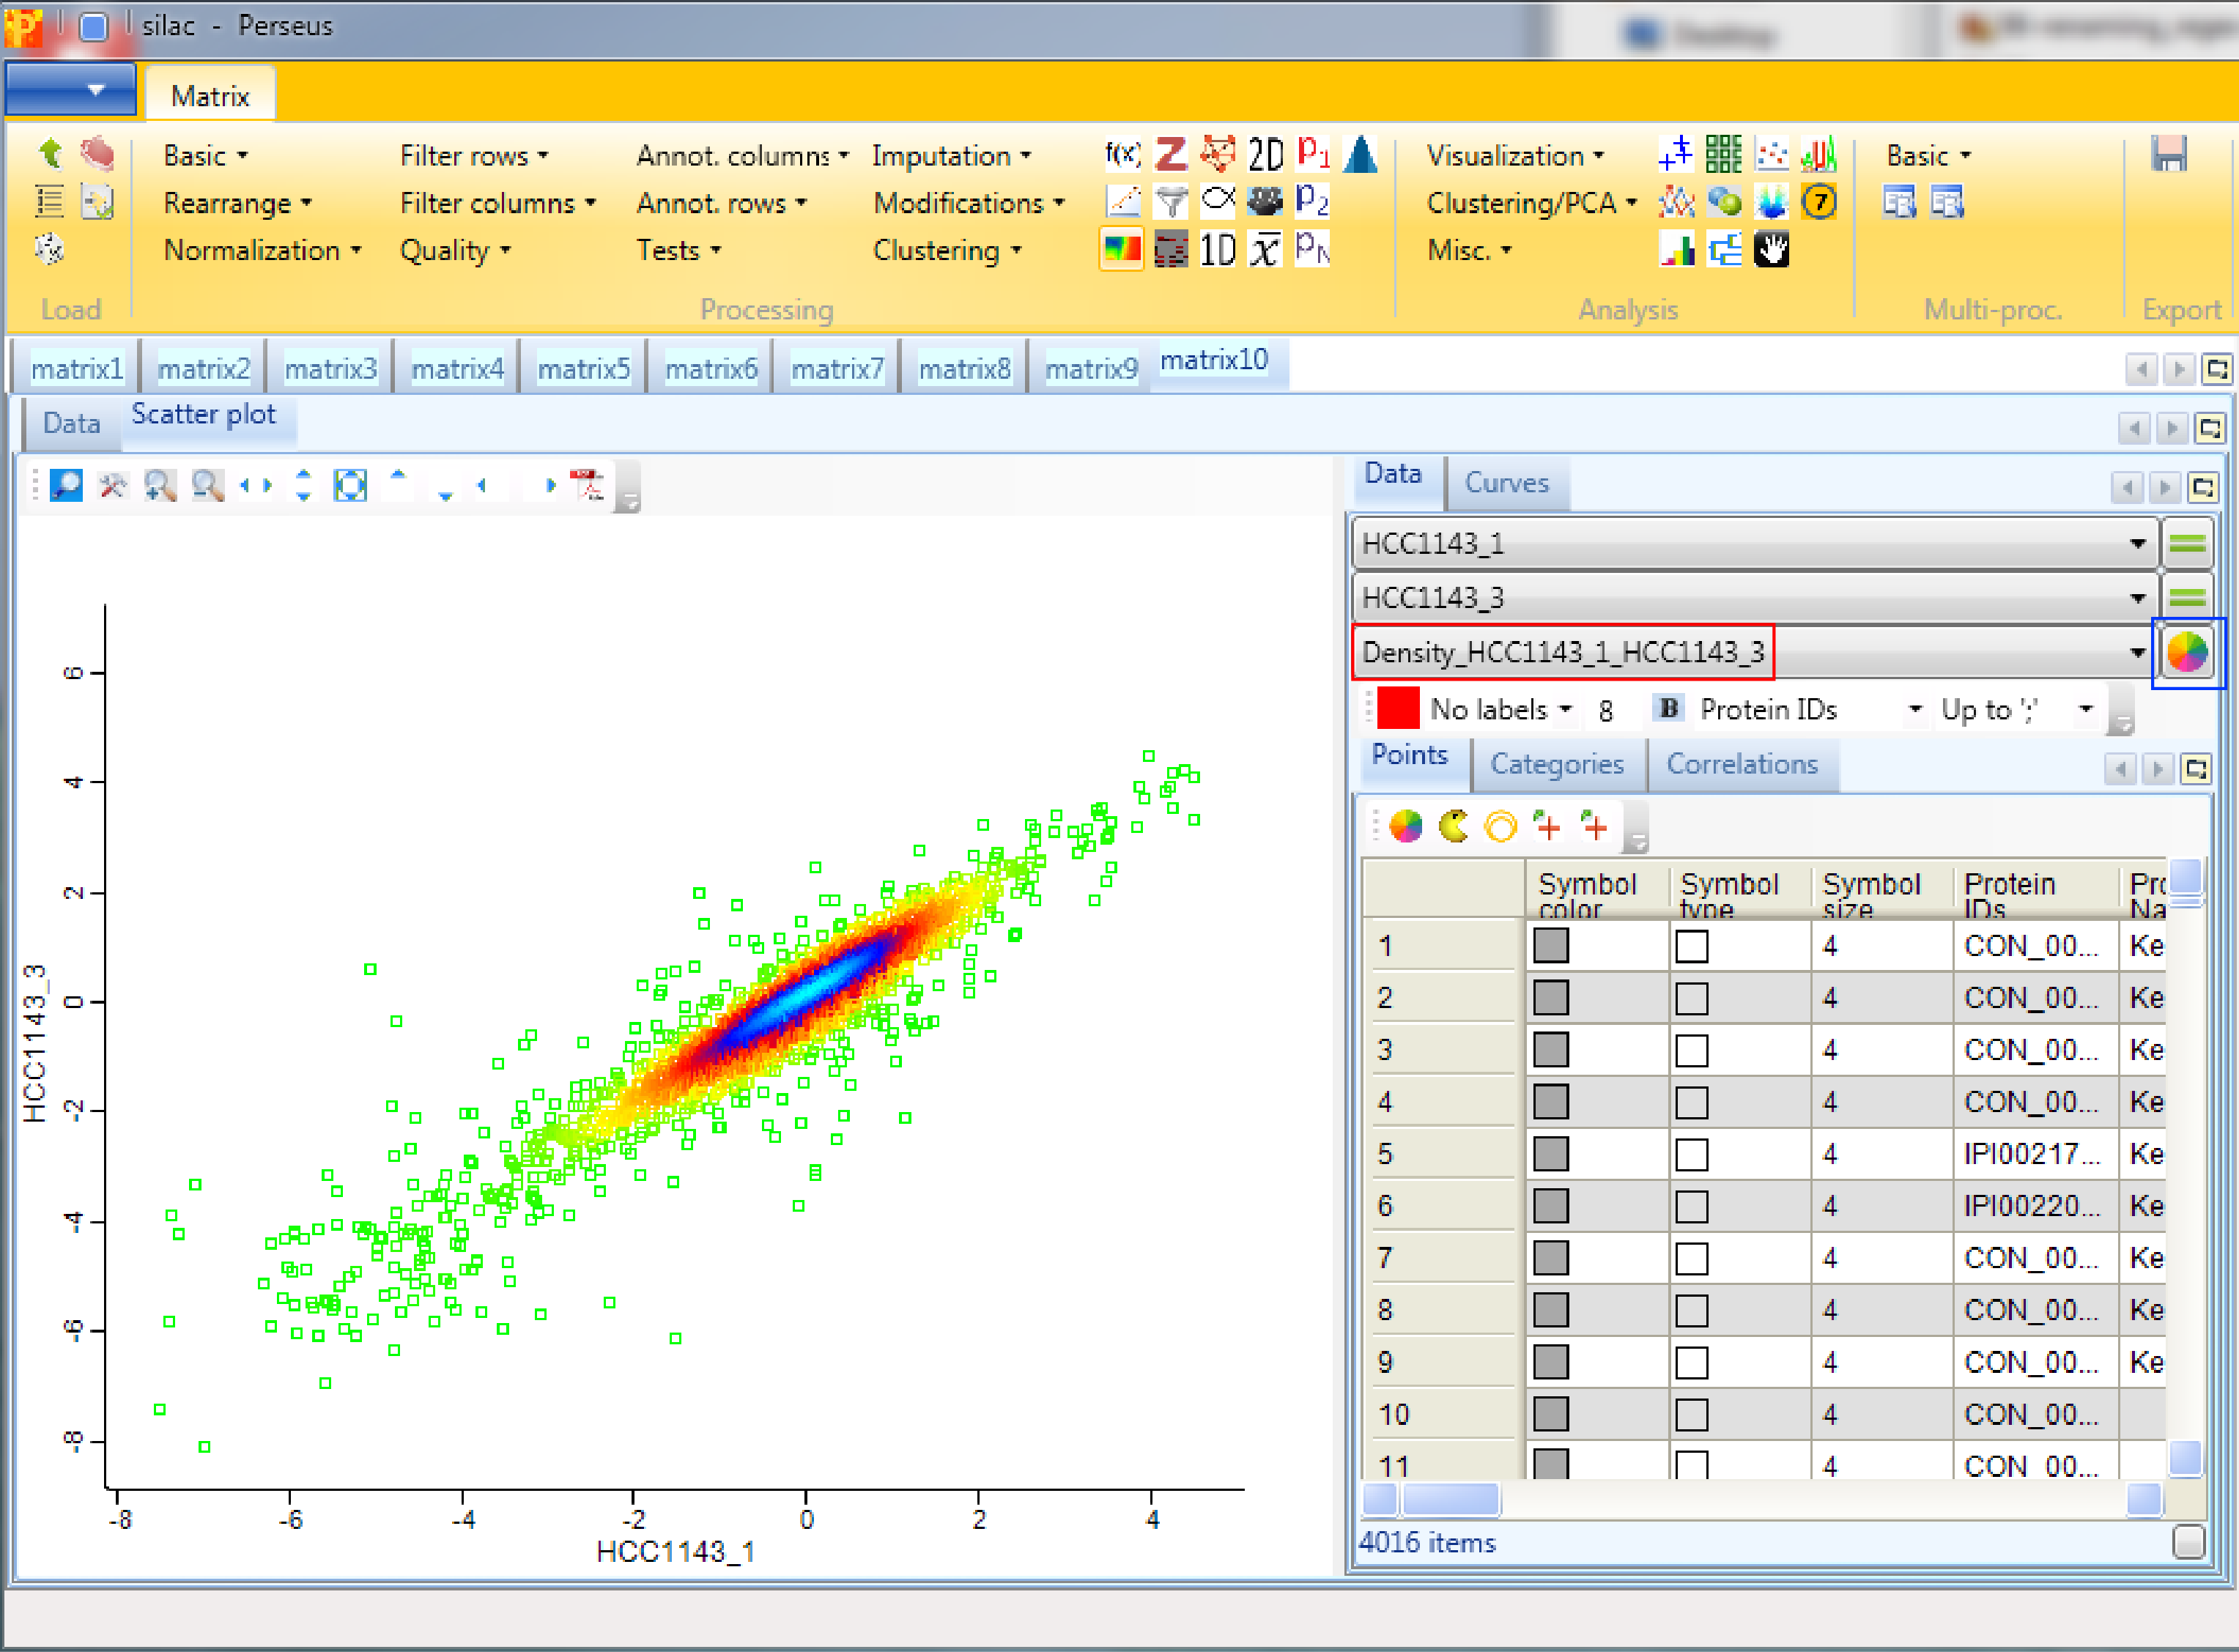 silac - Perseus
Matrix
Basic
Filter rows
Annot. columns
Imputation
f(x)
Z
2D
p1
Visualization
Basic
Rearrange
Filter columns
Annot. rows
Modifications
p2
Clustering/PCA
7
Normalization
Quality
Tests
Clustering
1D
x̅
pN
Misc.
Load
Processing
Analysis
Multi-proc.
Export
matrix1
matrix2
matrix3
matrix4
matrix5
matrix6
matrix7
matrix8
matrix9
matrix10
Data
Scatter plot
6
4
2
0
-2
-4
-6
-8
HCC1143_3
-8
-6
-4
-2
0
2
4
HCC1143_1
Data
Curves
HCC1143_1
HCC1143_3
Density_HCC1143_1_HCC1143_3
No labels
8
B
Protein IDs
Up to ';'
Points
Categories
Correlations
Symbol color
Symbol type
Symbol size
Protein IDs
Pro Na
1 4 CON_00... Ke
2 4 CON_00... Ke
3 4 CON_00... Ke
4 4 CON_00... Ke
5 4 IPI00217... Ke
6 4 IPI00220... Ke
7 4 CON_00... Ke
8 4 CON_00... Ke
9 4 CON_00... Ke
10 4 CON_00...
11 4 CON_00...
4016 items